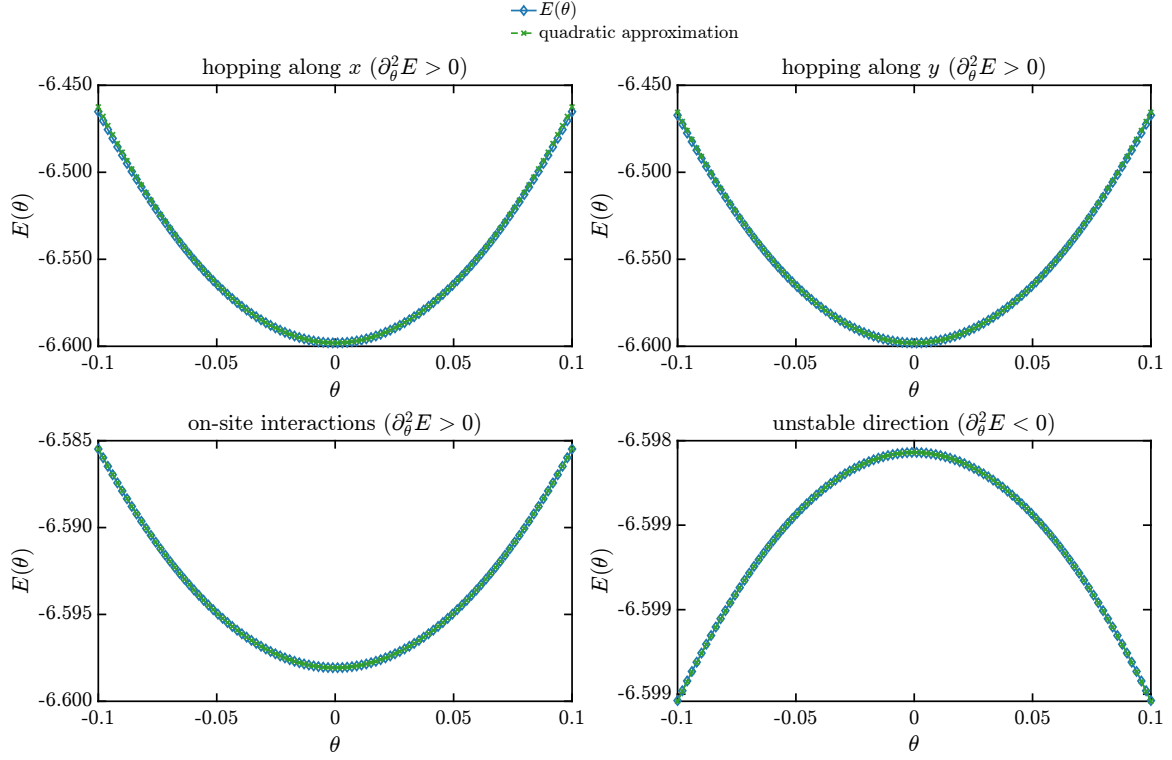 E(θ)
quadratic approximation
hopping along x (∂²_θE > 0)
-6.450
-6.500
-6.550
-6.600
E(θ)
-0.1 -0.05 0 0.05 0.1
θ
hopping along y (∂²_θE > 0)
-6.450
-6.500
-6.550
-6.600
E(θ)
-0.1 -0.05 0 0.05 0.1
θ
on-site interactions (∂²_θE > 0)
-6.585
-6.590
-6.595
-6.600
E(θ)
-0.1 -0.05 0 0.05 0.1
θ
unstable direction (∂²_θE < 0)
-6.598
-6.599
-6.599
-6.599
E(θ)
-0.1 -0.05 0 0.05 0.1
θ